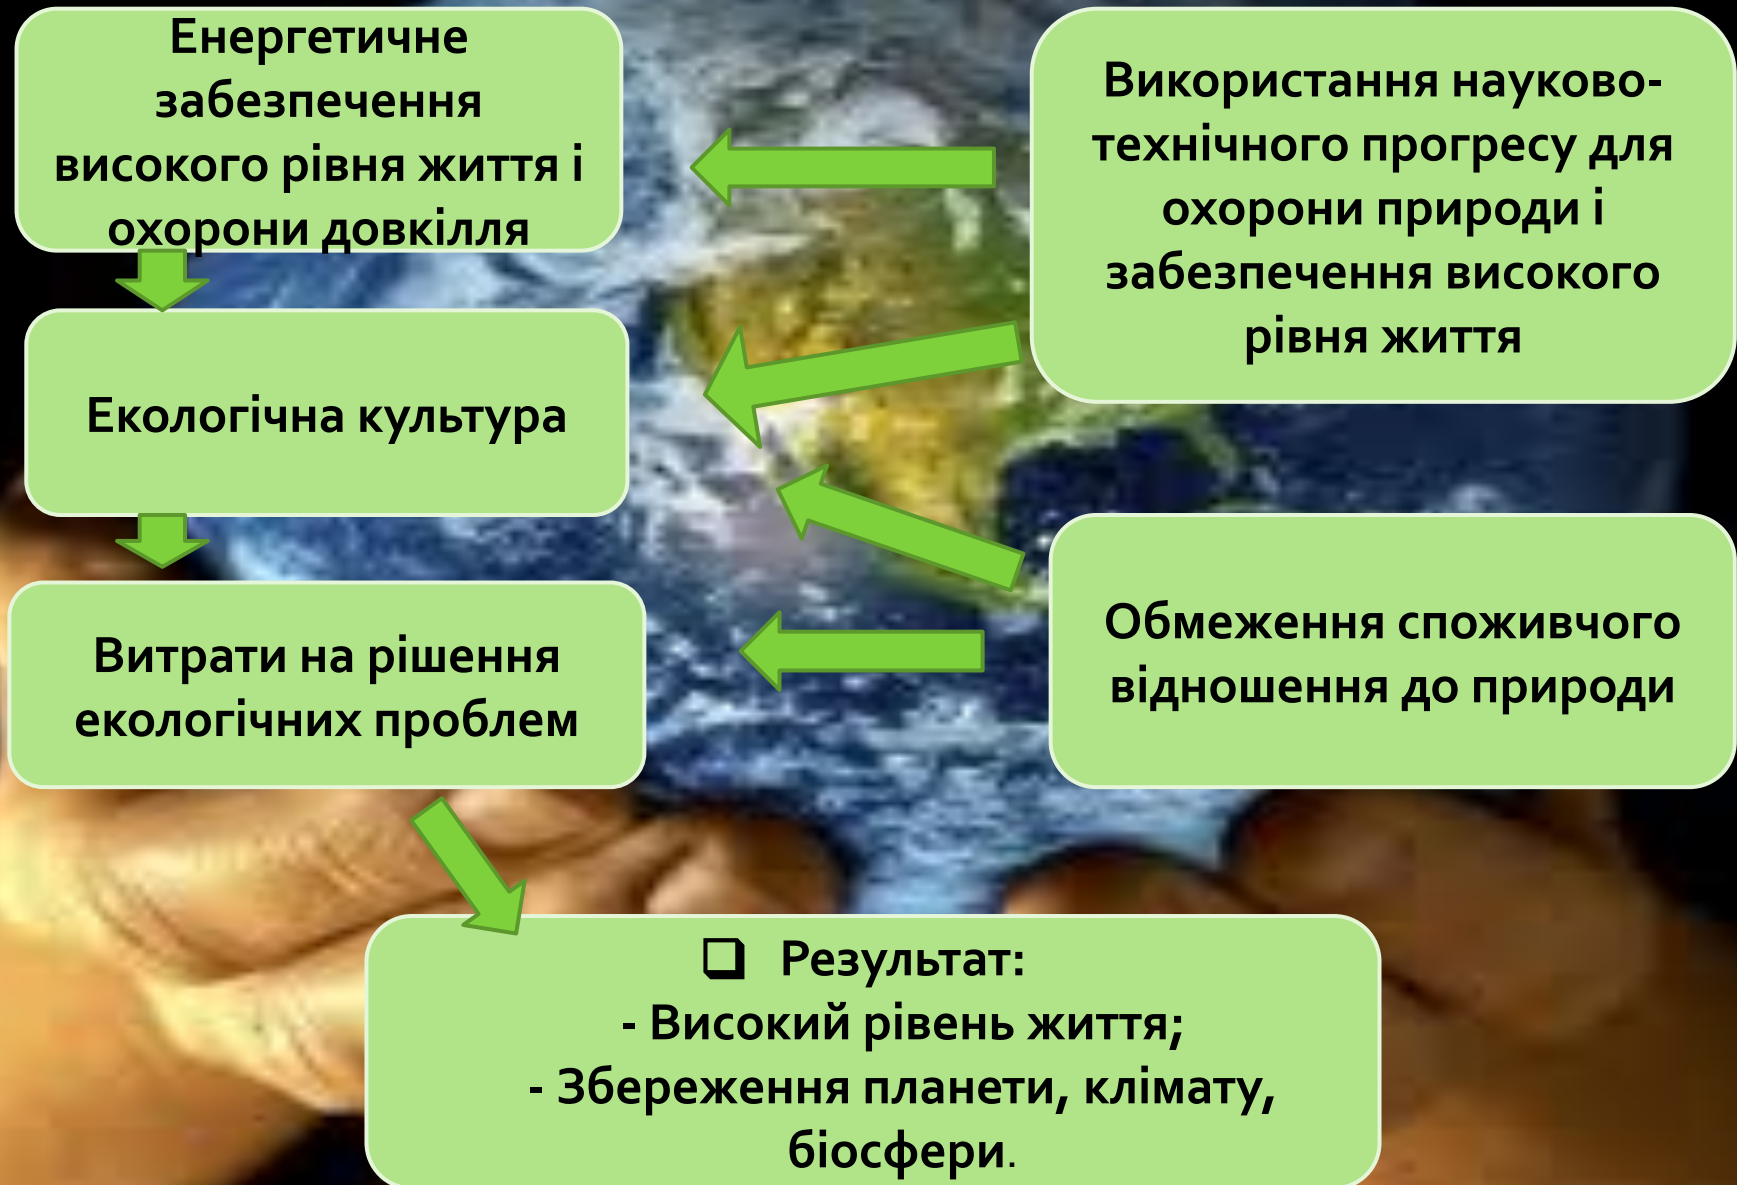 Енергетичне
забезпечення
високого рівня життя і
охорони довкілля
Використання науково-
технічного прогресу для
охорони природи і
забезпечення високого
рівня життя
Екологічна культура
Обмеження споживчого
відношення до природи
Витрати на рішення
екологічних проблем
❑ Результат:
- Високий рівень життя;
- Збереження планети, клімату,
біосфери.